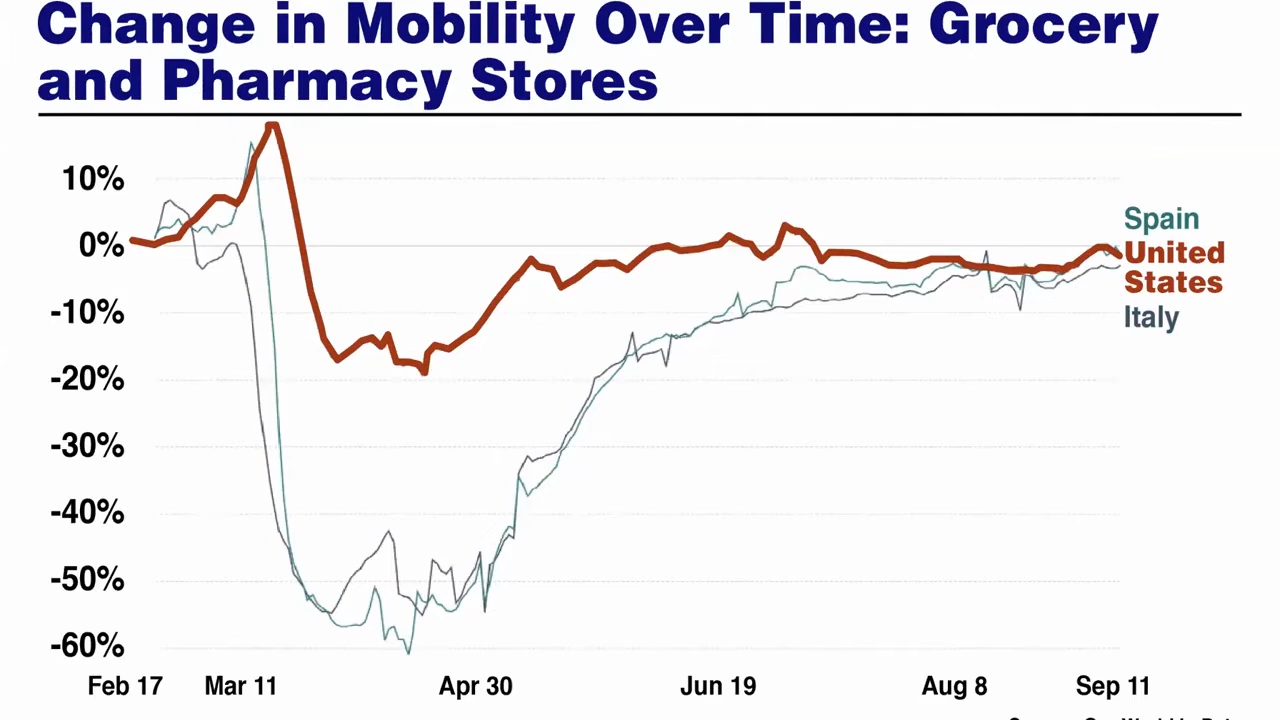 Change in Mobility Over Time: Grocery
and Pharmacy Stores
10%
0%
-10%
-20%
-30%
-40%
-50%
-60%
Spain
United
States
Italy
Feb 17 Mar 11 Apr 30 Jun 19 Aug 8 Sep 11